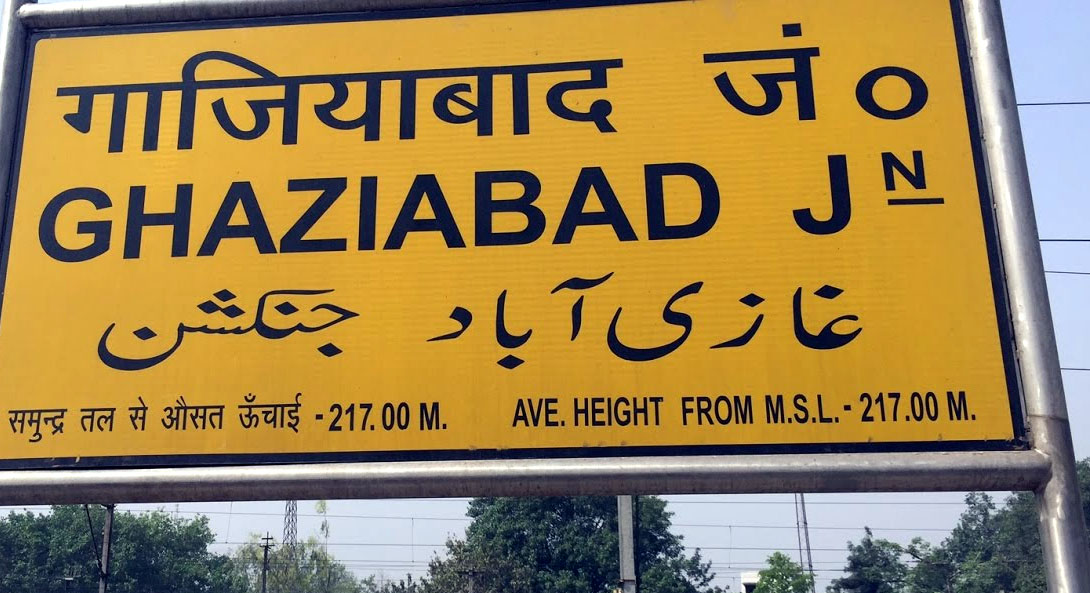 गाजियाबाद जं०
GHAZIABAD JN
غازی آباد جنکشن
समुन्द्र तल से औसत ऊँचाई - 217.00 M. AVE. HEIGHT FROM M.S.L. - 217.00 M.